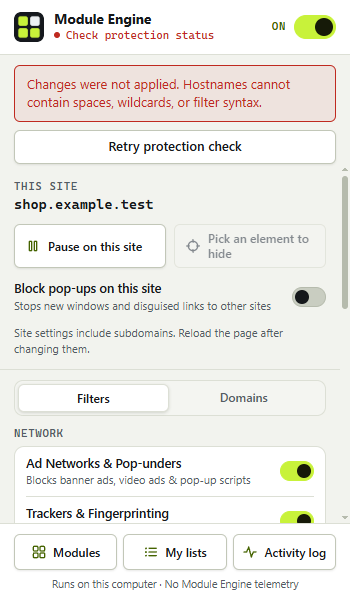 Module Engine
Check protection status
ON
Changes were not applied. Hostnames cannot
contain spaces, wildcards, or filter syntax.
Retry protection check
THIS SITE
shop.example.test
Pause on this site
Pick an element to
hide
Block pop-ups on this site
Stops new windows and disguised links to other sites
Site settings include subdomains. Reload the page after
changing them.
Filters
Domains
NETWORK
Ad Networks & Pop-unders
Blocks banner ads, video ads & pop-up scripts
Trackers & Fingerprinting
Modules
My lists
Activity log
Runs on this computer · No Module Engine telemetry